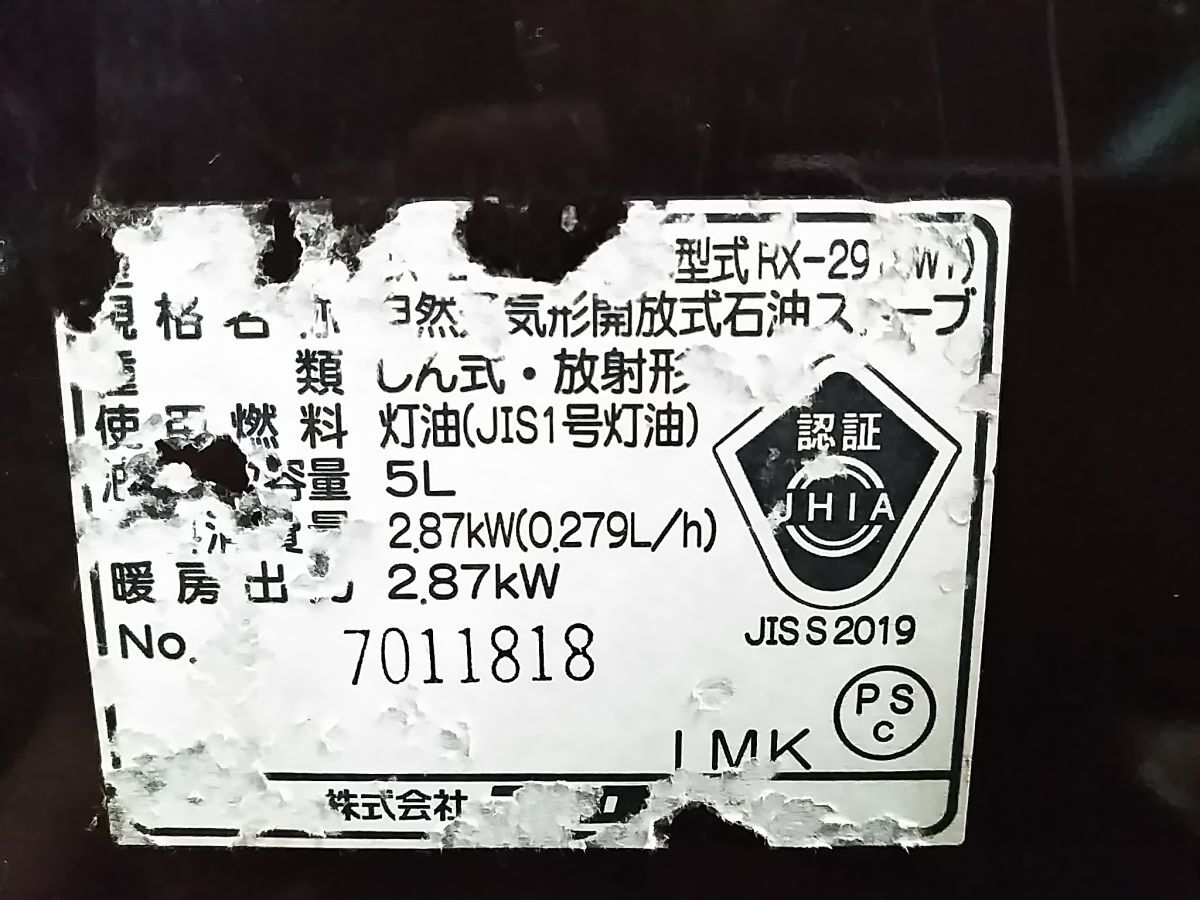 型式 RX-29
格 然 気形開放式石油ス ーブ
類 しん式・放射形
使 燃 料 灯油(JIS1号灯油)
容量 5L
2.87kW(0.279L/h)
暖 房 出 2.87kW
No. 7011818
認証
JHIA
JIS S 2019
PS
C
MK
株式会社